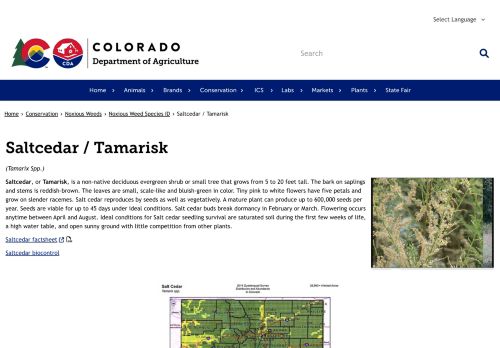 Select Language
COLORADO
Department of Agriculture
CDA
Search
Home › Animals › Brands › Conservation › ICS › Labs › Markets › Plants › State Fair
Home › Conservation › Noxious Weeds › Noxious Weed Species ID › Saltcedar / Tamarisk
Saltcedar / Tamarisk
(Tamarix Spp.)
Saltcedar, or Tamarisk, is a non-native deciduous evergreen shrub or small tree that grows from 5 to 20 feet tall. The bark on saplings
and stems is reddish-brown. The leaves are small, scale-like and bluish-green in color. Tiny pink to white flowers have five petals and
grow on slender racemes. Salt cedar reproduces by seeds as well as vegetatively. A mature plant can produce up to 600,000 seeds per
year. Seeds are viable for up to 45 days under ideal conditions. Salt cedar buds break dormancy in February or March. Flowering occurs
anytime between April and August. Ideal conditions for Salt cedar seedling survival are saturated soil during the first few weeks of life,
a high water table, and open sunny ground with little competition from other plants.
Saltcedar factsheet
Saltcedar biocontrol
Salt Cedar
Tamarix spp.